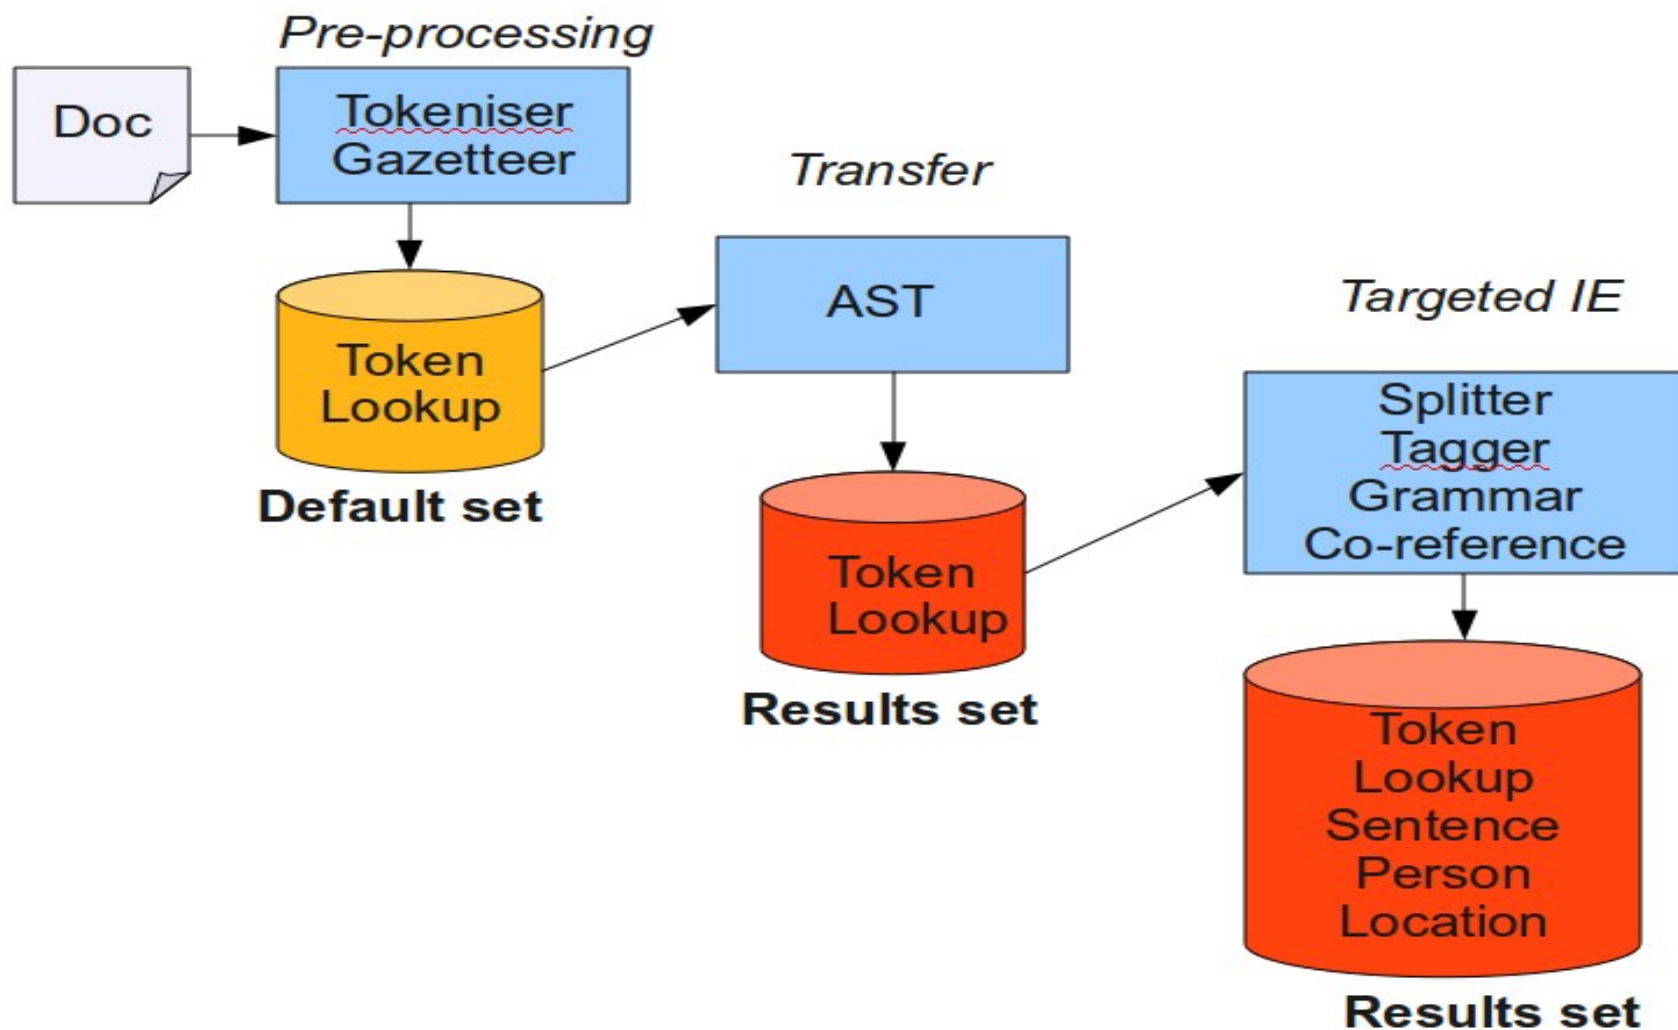 Pre-processing
Doc
Tokeniser
Gazetteer
Token
Lookup
Default set
Transfer
AST
Token
Lookup
Results set
Targeted IE
Splitter
Tagger
Grammar
Co-reference
Token
Lookup
Sentence
Person
Location
Results set